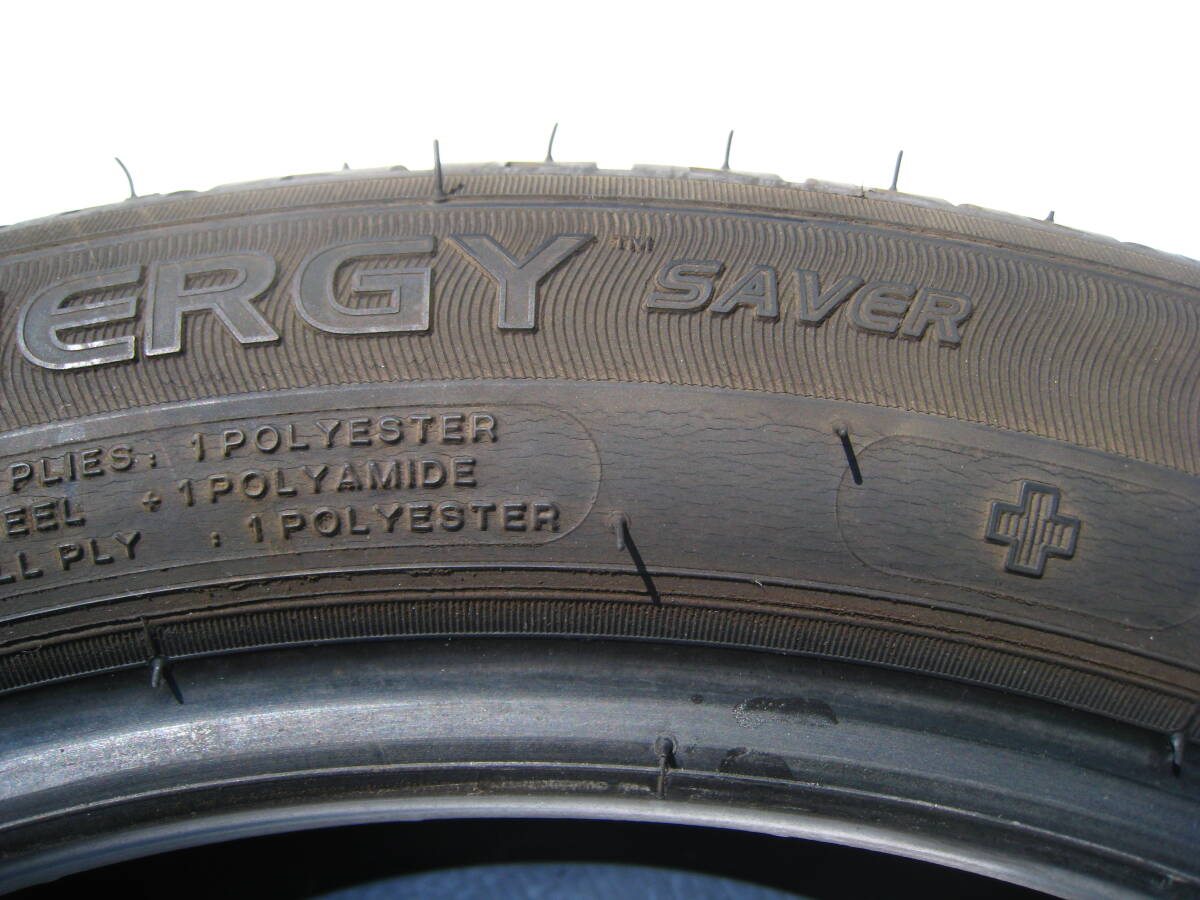 ERGY™ SAVER
PLIES: 1 POLYESTER
EEL + 1 POLYAMIDE
LL PLY : 1 POLYESTER